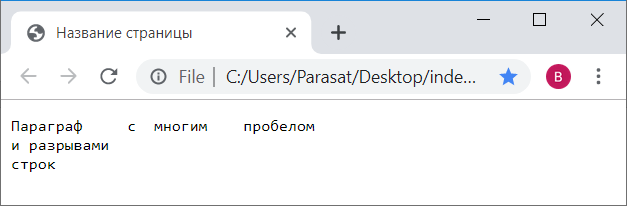 Название страницы
File | C:/Users/Parasat/Desktop/inde... B
Параграф     с  многим    пробелом
и разрывами
строк